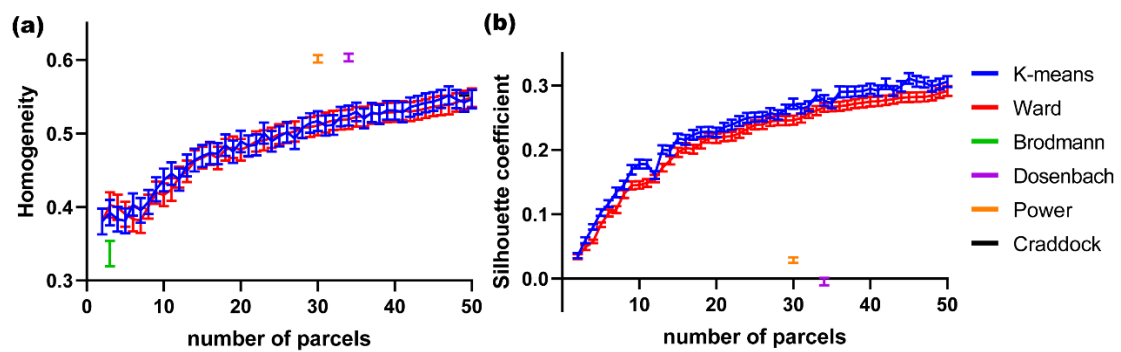 (a)
Homogeneity
0.6
0.5
0.4
0.3
0 10 20 30 40 50
number of parcels
(b)
Silhouette coefficient
0.3
0.2
0.1
0.0
10 20 30 40 50
number of parcels
K-means
Ward
Brodmann
Dosenbach
Power
Craddock